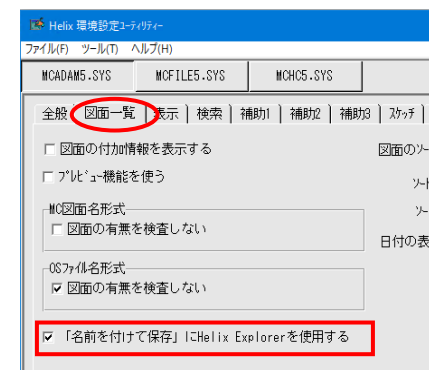 Helix 環境設定ﾕｰﾃｨﾘﾃｨｰ
ファイル(F) ツール(T) ヘルプ(H)
MCADAM5.SYS MCFILE5.SYS MCHC5.SYS
全般 図面一覧 表示 検索 補助1 補助2 補助3 ｽｹｯﾁ
図面の付加情報を表示する 図面のｿｰ
ﾌﾟﾚﾋﾞｭｰ機能を使う ｿｰﾄ
MC図面名形式 ｿｰ
図面の有無を検査しない 日付の表
OSﾌｧｲﾙ名形式
図面の有無を検査しない
「名前を付けて保存」にHelix Explorerを使用する